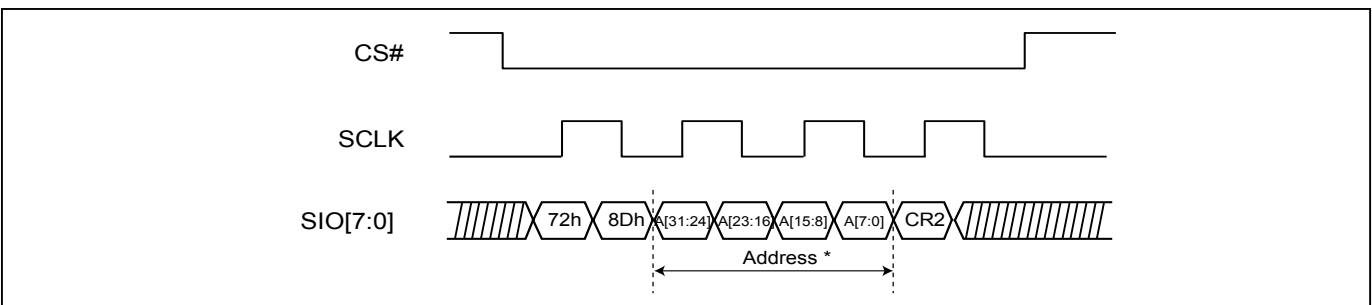 CS#
SCLK
SIO[7:0]
72h 8Dh A[31:24] A[23:16] A[15:8] A[7:0] CR2
Address *